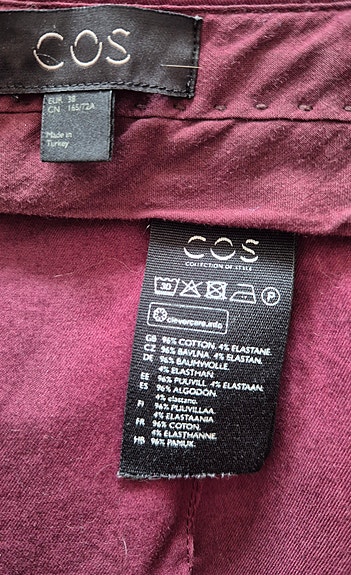 COS
EUR 38
CN 165/72A
Made in
Turkey
COS
COLLECTION OF STYLE
30 P
clevercare.info
GB 96% COTTON. 4% ELASTANE.
CZ 96% BAVLNA. 4% ELASTAN.
DE 96% BAUMWOLLE.
4% ELASTHAN.
EE 96% PUUVILL. 4% ELASTAAN.
ES 96% ALGODÓN.
4% elastano.
FI 96% PUUVILLAA.
4% ELASTAANIA
FR 96% COTON.
4% ELASTHANNE.
HR 96% PAMUK.